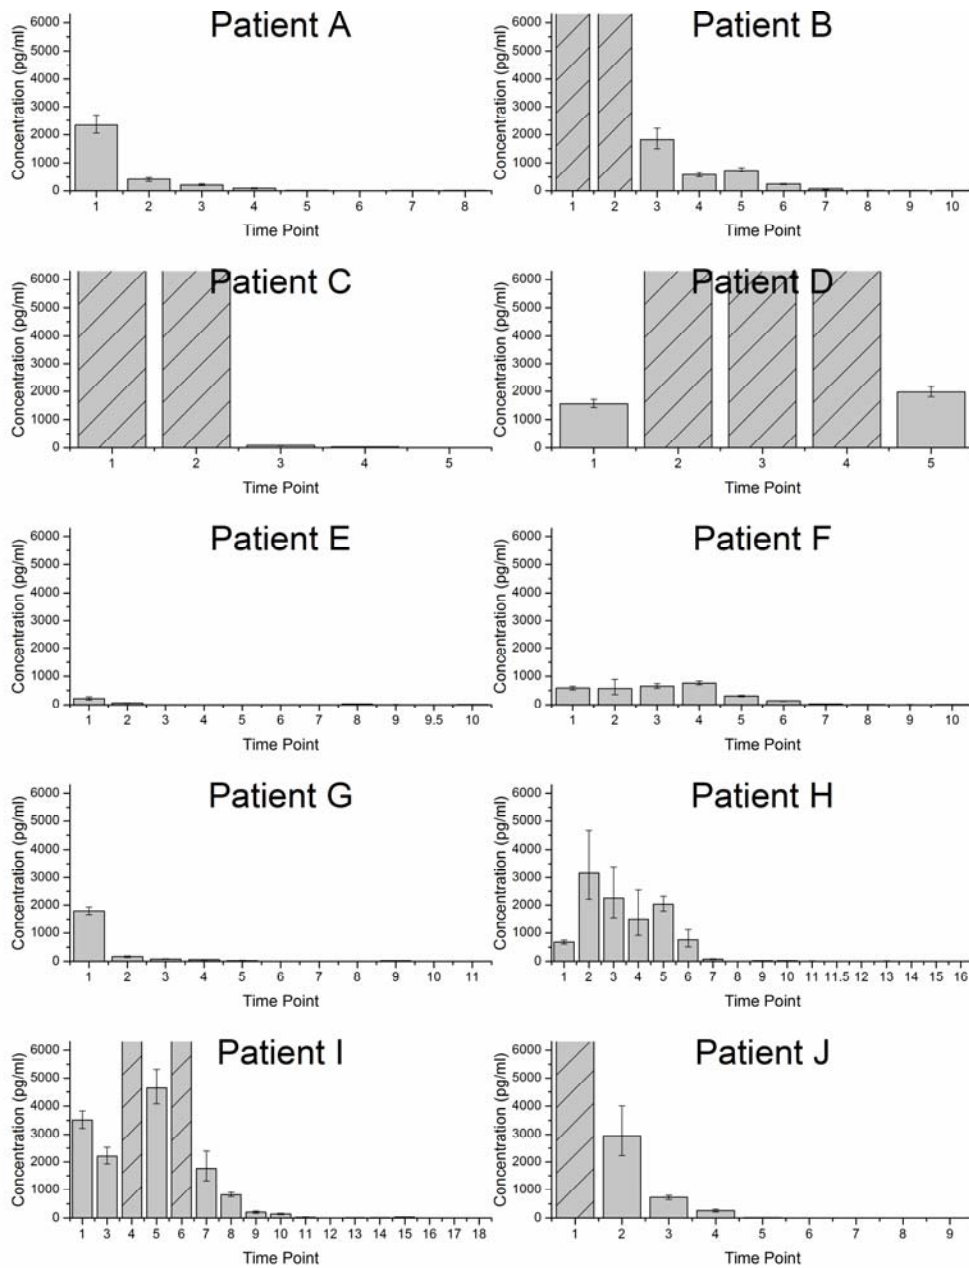 Patient A
Concentration (pg/ml)
6000
5000
4000
3000
2000
1000
0
1 2 3 4 5 6 7 8
Time Point
Patient B
Concentration (pg/ml)
6000
5000
4000
3000
2000
1000
0
1 2 3 4 5 6 7 8 9 10
Time Point
Patient C
Concentration (pg/ml)
6000
5000
4000
3000
2000
1000
0
1 2 3 4 5
Time Point
Patient D
Concentration (pg/ml)
6000
5000
4000
3000
2000
1000
0
1 2 3 4 5
Time Point
Patient E
Concentration (pg/ml)
6000
5000
4000
3000
2000
1000
0
1 2 3 4 5 6 7 8 9 9.5 10
Time Point
Patient F
Concentration (pg/ml)
6000
5000
4000
3000
2000
1000
0
1 2 3 4 5 6 7 8 9 10
Time Point
Patient G
Concentration (pg/ml)
6000
5000
4000
3000
2000
1000
0
1 2 3 4 5 6 7 8 9 10 11
Time Point
Patient H
Concentration (pg/ml)
6000
5000
4000
3000
2000
1000
0
1 2 3 4 5 6 7 8 9 10 11 11.5 12 13 14 15 16
Time Point
Patient I
Concentration (pg/ml)
6000
5000
4000
3000
2000
1000
0
1 3 4 5 6 7 8 9 10 11 12 13 14 15 16 17 18
Time Point
Patient J
Concentration (pg/ml)
6000
5000
4000
3000
2000
1000
0
1 2 3 4 5 6 7 8 9
Time Point